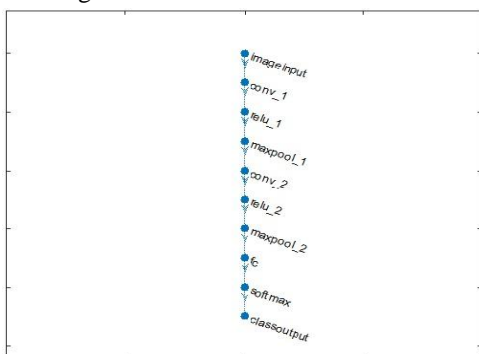 imageinput
conv_1
relu_1
maxpool_1
conv_2
relu_2
maxpool_2
fc
softmax
classoutput